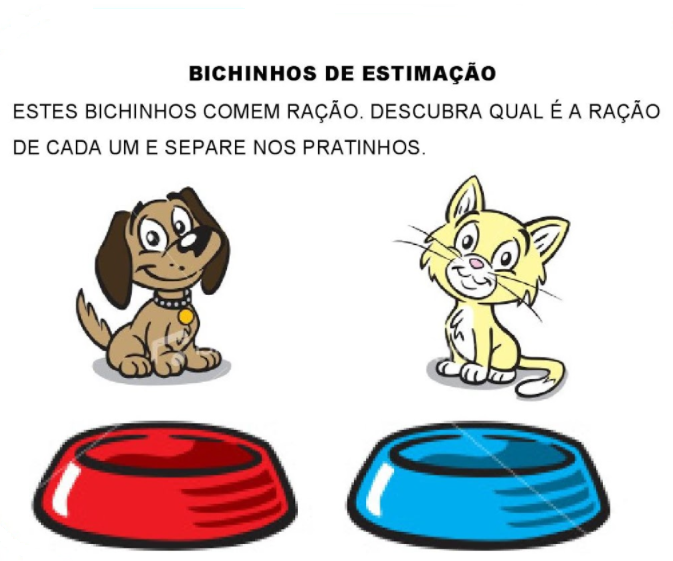 BICHINHOS DE ESTIMAÇÃO
ESTES BICHINHOS COMEM RAÇÃO. DESCUBRA QUAL É A RAÇÃO
DE CADA UM E SEPARE NOS PRATINHOS.